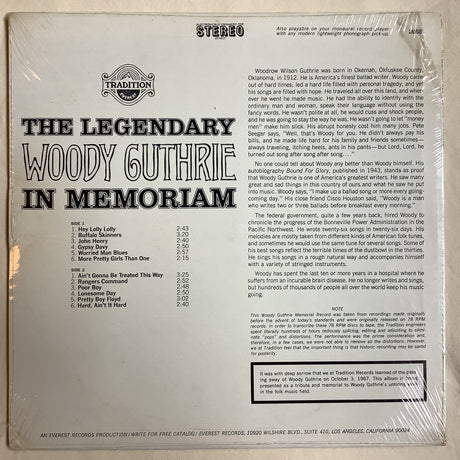 STEREO
Also playable on your monaural record player
with any modern lightweight phonograph pick-up.
TRADITION
THE LEGENDARY
WOODY GUTHRIE
IN MEMORIAM
SIDE 1
1. Hey Lolly Lolly 2:43
2. Buffalo Skinners 3:20
3. John Henry 2:40
4. Gypsy Davy 2:50
5. Worried Man Blues 2:57
6. More Pretty Girls Than One 2:15
SIDE 2
1. Ain't Gonna Be Treated This Way 3:25
2. Rangers Command 2:52
3. Poor Boy 2:48
4. Lonesome Day 2:50
5. Pretty Boy Floyd 3:02
6. Hard, Ain't It Hard 2:40
Woodrow Wilson Guthrie was born in Okemah, Okfuskee County,
Oklahoma, in 1912. He is America's finest ballad writer. Woody came
out of hard times; he led a life full of personal tragedy, and yet
his songs are filled with hope. He traveled all over this land, and wher-
ever he went he made music. He had the ability to identify with the
ordinary man and woman, speak their language without using the
fancy words. He wasn't polite at all, he would cuss and shock people,
and he was going to stay the way he was. He wasn't going to let "money
men" make him slick. His abrupt honesty cost him many jobs. Pete
Seeger says "Well, that's Woody for you. He didn't always pay his
bills, and he made life hard for his family and friends sometimes—
always traveling, itching heels, ants in his pants—but Lord, Lord, he
turned out song after song after song. . . ."
No one could tell about Woody any better than Woody himself. His
autobiography Bound For Glory, published in 1943, stands as proof
that Woody Guthrie is one of America's greatest writers. He saw many
great and sad things in this country of ours, and what he saw he put
into music. Woody says, "I make up a ballad song or more every going-
coming day." His close friend Cisco Houston said, "Woody is a man
who writes two or three ballads before breakfast every morning."
The federal government, quite a few years back, hired Woody to
chronicle the progress of the Bonneville Power Administration in the
Pacific Northwest. He wrote twenty-six songs in twenty-six days. His
melodies are mostly taken from different kinds of American folk tunes,
and sometimes he would use the same tune for several songs. Some of
his best songs reflect the terrible times of the dustbowl in the thirties.
He sings his songs in a rough natural way and accompanies himself
with a variety of stringed instruments.
Woody has spent the last ten or more years in a hospital where he
suffers from an incurable brain disease. He no longer writes and sings,
but hundreds of thousands of people all over the world keep his music
going.
NOTE
This Woody Guthrie Memorial Record was taken from recordings made originally
before the advent of today's standards and were originally released on 78 RPM
records. In order to transcribe these 78 RPM discs to tape, the Tradition engineers
spent literally hundreds of hours tediously splicing, editing and adjusting to elim-
inate "pops" and distortions. The performance was the prime consideration and,
therefore, in a few cases, we were not able to remove all the distortions. However,
we at Tradition feel that the important thing is that historic recording may be saved
for posterity.
It was with deep sorrow that we at Tradition Records learned of the pass-
ing away of Woody Guthrie on October 3, 1967. This album is being
presented as a tribute and memorial to Woody Guthrie's untiring work
in the folk music field.
AN EVEREST RECORDS PRODUCTION / WRITE FOR FREE CATALOG / EVEREST RECORDS, 10920 WILSHIRE BLVD., SUITE 410, LOS ANGELES, CALIFORNIA 90024